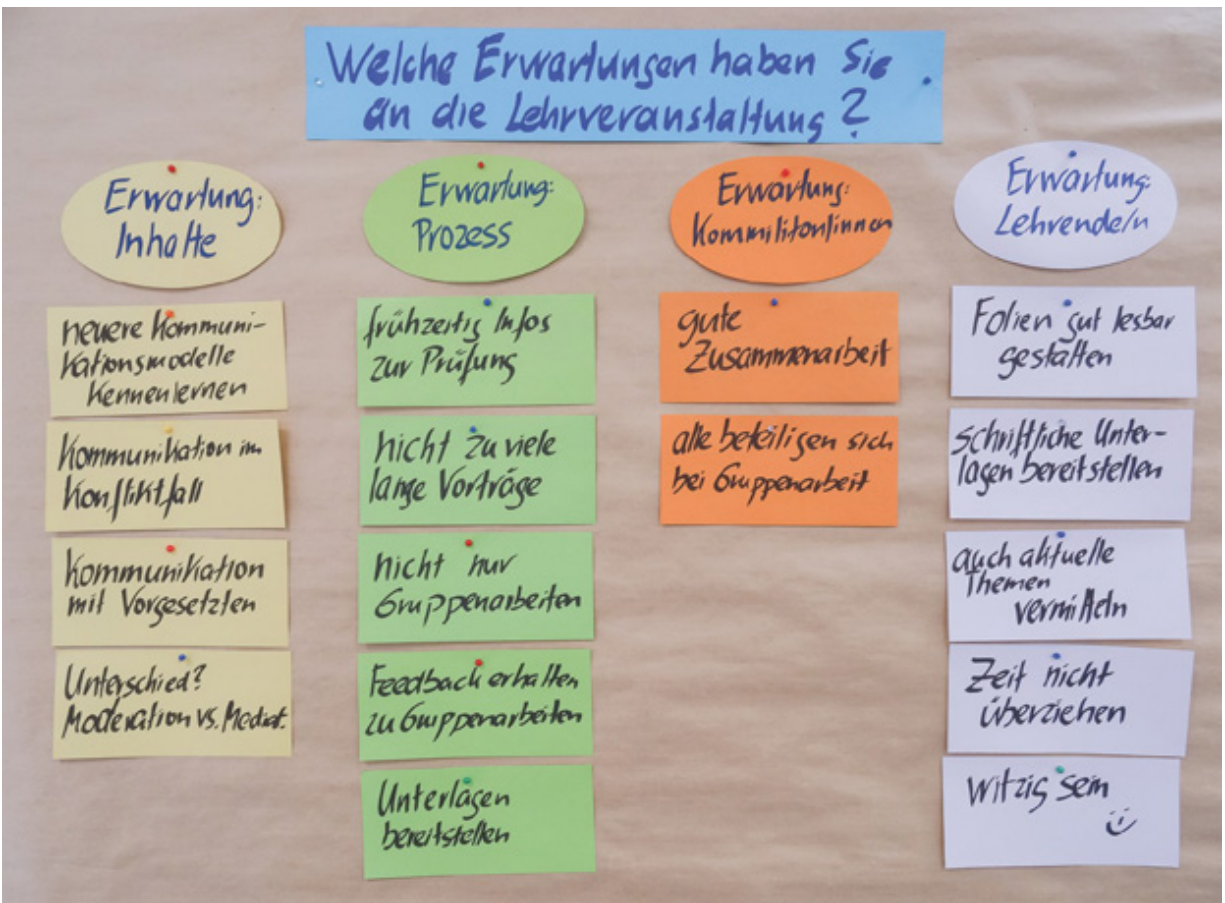 Welche Erwartungen haben Sie
an die Lehrveranstaltung?
Erwartung:
Inhalte
neuere Kommuni-
kationsmodelle
kennenlernen
Kommunikation im
Konfliktfall
Kommunikation
mit Vorgesetzten
Unterschied?
Moderation vs. Mediat.
Erwartung:
Prozess
frühzeitig Infos
zur Prüfung
nicht zu viele
lange Vorträge
nicht nur
Gruppenarbeiten
Feedback erhalten
zu Gruppenarbeiten
Unterlagen
bereitstellen
Erwartung:
Kommiliton/innen
gute
Zusammenarbeit
alle beteiligen sich
bei Gruppenarbeit
Erwartung:
Lehrende/n
Folien gut lesbar
gestalten
schriftliche Unter-
lagen bereitstellen
auch aktuelle
Themen
vermitteln
Zeit nicht
überziehen
witzig sein